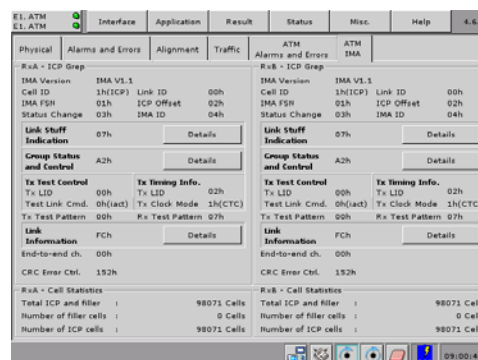 E1. ATM Interface Application Result Status Misc. Help 4.6.
E1. ATM
Physical Alarms and Errors Alignment Traffic ATM Alarms and Errors ATM IMA
RxA - ICP Grep RxB - ICP Grep
IMA Version IMA V1.1 IMA Version IMA V1.1
Cell ID 1h(ICP) Link ID 00h Cell ID 1h(ICP) Link ID 00h
IMA FSN 01h ICP Offset 02h IMA FSN 01h ICP Offset 02h
Status Change 03h IMA ID 04h Status Change 03h IMA ID 04h
Link Stuff Indication 07h Details Link Stuff Indication 07h Details
Group Status and Control A2h Details Group Status and Control A2h Details
Tx Test Control Tx Timing Info. Tx Test Control Tx Timing Info.
Tx LID 00h 02h Tx LID 00h 02h
Test Link Cmd. 0h(iact) Tx Clock Mode 1h(CTC) Test Link Cmd. 0h(iact) Tx Clock Mode 1h(CTC
Tx Test Pattern 00h Rx Test Pattern 07h Tx Test Pattern 00h Rx Test Pattern 07h
Link Information FCh Details Link Information FCh Details
End-to-end ch. 00h End-to-end ch. 00h
CRC Error Ctrl. 152h CRC Error Ctrl. 152h
RxA - Cell Statistics RxB - Cell Statistics
Total ICP and filler : 98071 Cells Total ICP and filler : 98071 Cell
Number of filler cells : 0 Cells Number of filler cells : 0 Cell
Number of ICP cells : 98071 Cells Number of ICP cells : 98071 Cell
09:00:4